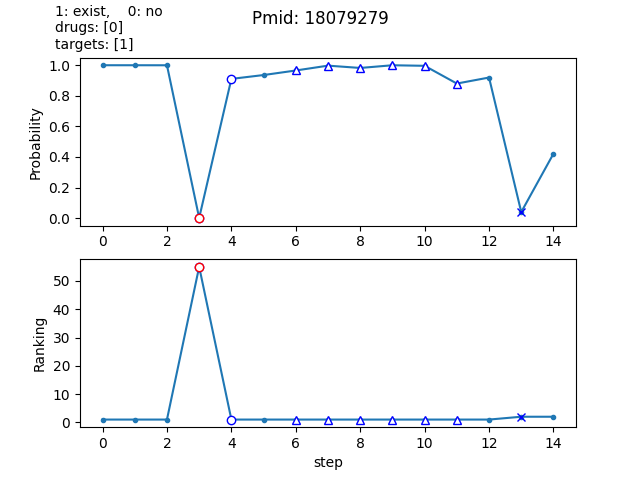 1: exist,    0: no
drugs: [0]
targets: [1]
Pmid: 18079279
Probability
1.0
0.8
0.6
0.4
0.2
0.0
0 2 4 6 8 10 12 14
Ranking
50
40
30
20
10
0
0 2 4 6 8 10 12 14
step